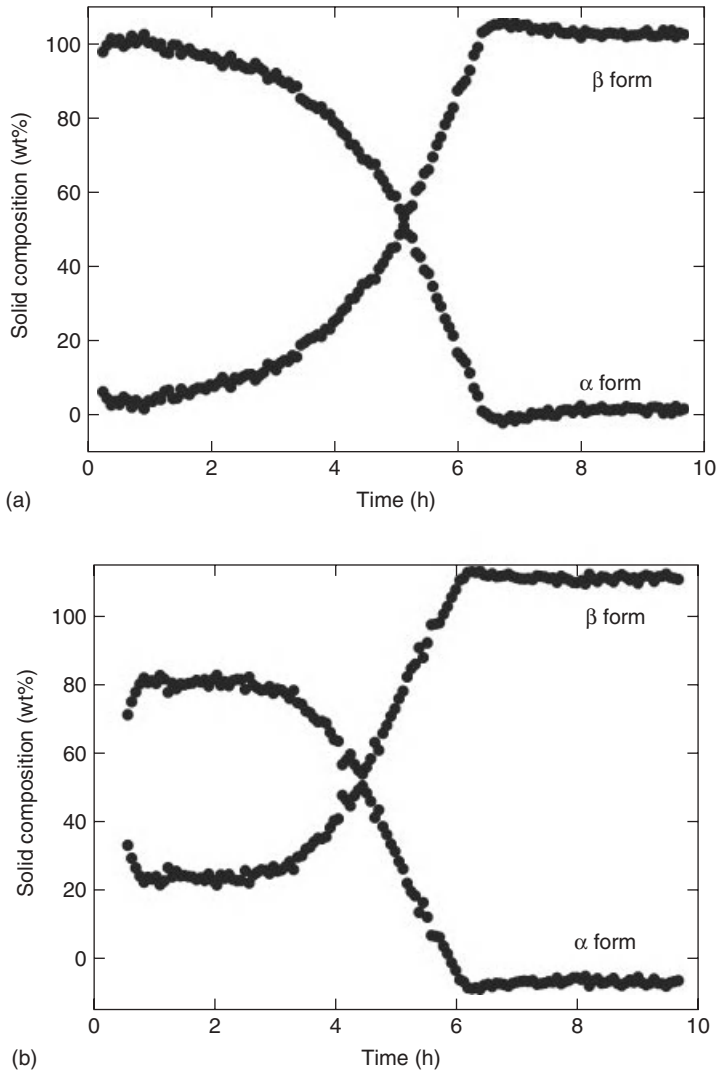 100
80
60
40
20
0
Solid composition (wt%)
β form
α form
0 2 4 6 8 10
Time (h)
(a)
100
80
60
40
20
0
Solid composition (wt%)
β form
α form
0 2 4 6 8 10
Time (h)
(b)